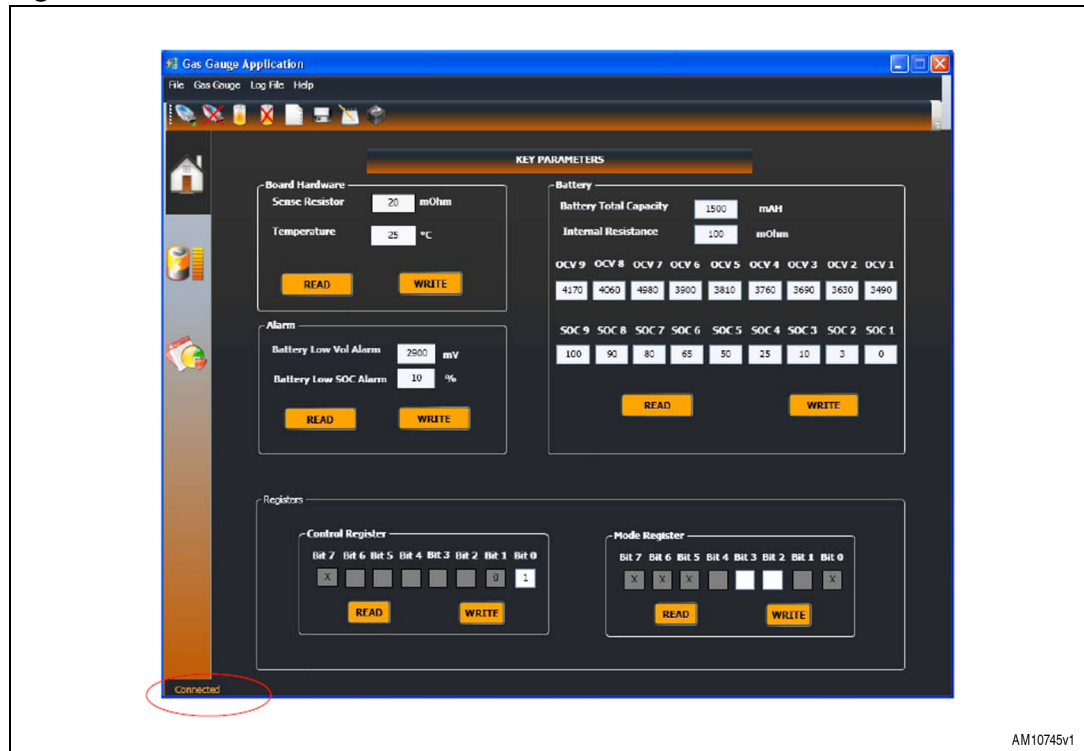 Gas Gauge Application
File Gas Gauge Log File Help
KEY PARAMETERS
Board Hardware
Sense Resistor 20 mOhm
Temperature 25 °C
READ WRITE
Alarm
Battery Low Vol Alarm 2900 mV
Battery Low SOC Alarm 10 %
READ WRITE
Battery
Battery Total Capacity 1500 mAH
Internal Resistance 100 mOhm
OCV 9 OCV 8 OCV 7 OCV 6 OCV 5 OCV 4 OCV 3 OCV 2 OCV 1
4170 4060 4980 3900 3810 3760 3690 3630 3490
SOC 9 SOC 8 SOC 7 SOC 6 SOC 5 SOC 4 SOC 3 SOC 2 SOC 1
100 90 80 65 50 25 10 3 0
READ WRITE
Registers
Control Register
Bit 7 Bit 6 Bit 5 Bit 4 Bit 3 Bit 2 Bit 1 Bit 0
X 0 1
READ WRITE
Mode Register
Bit 7 Bit 6 Bit 5 Bit 4 Bit 3 Bit 2 Bit 1 Bit 0
X X X X
READ WRITE
Connected
AM10745v1